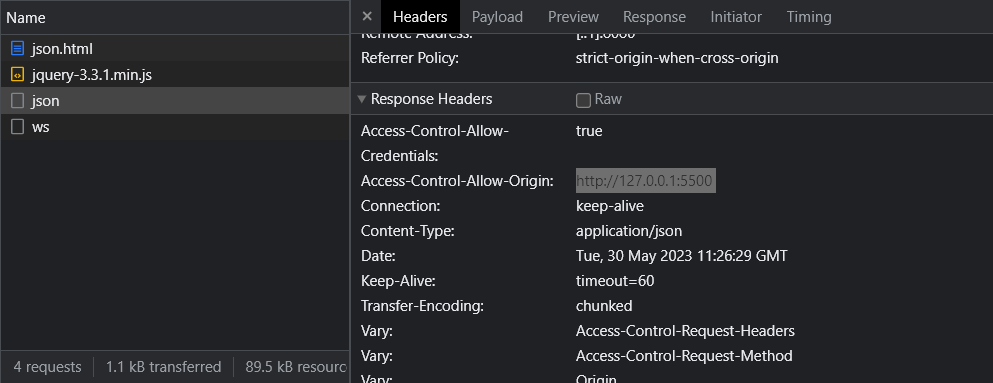 Name
json.html
jquery-3.3.1.min.js
json
ws
4 requests 1.1 kB transferred 89.5 kB resourc
Headers Payload Preview Response Initiator Timing
Remote Address: [::1]:8080
Referrer Policy: strict-origin-when-cross-origin
Response Headers Raw
Access-Control-Allow- true
Credentials:
Access-Control-Allow-Origin: http://127.0.0.1:5500
Connection: keep-alive
Content-Type: application/json
Date: Tue, 30 May 2023 11:26:29 GMT
Keep-Alive: timeout=60
Transfer-Encoding: chunked
Vary: Access-Control-Request-Headers
Vary: Access-Control-Request-Method
Vary: Origin